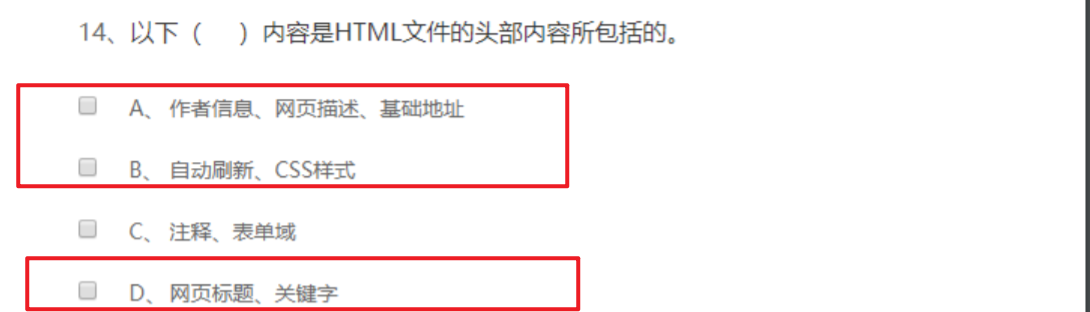 14、以下（　）内容是HTML文件的头部内容所包括的。
A、 作者信息、网页描述、基础地址
B、 自动刷新、CSS样式
C、 注释、表单域
D、 网页标题、关键字